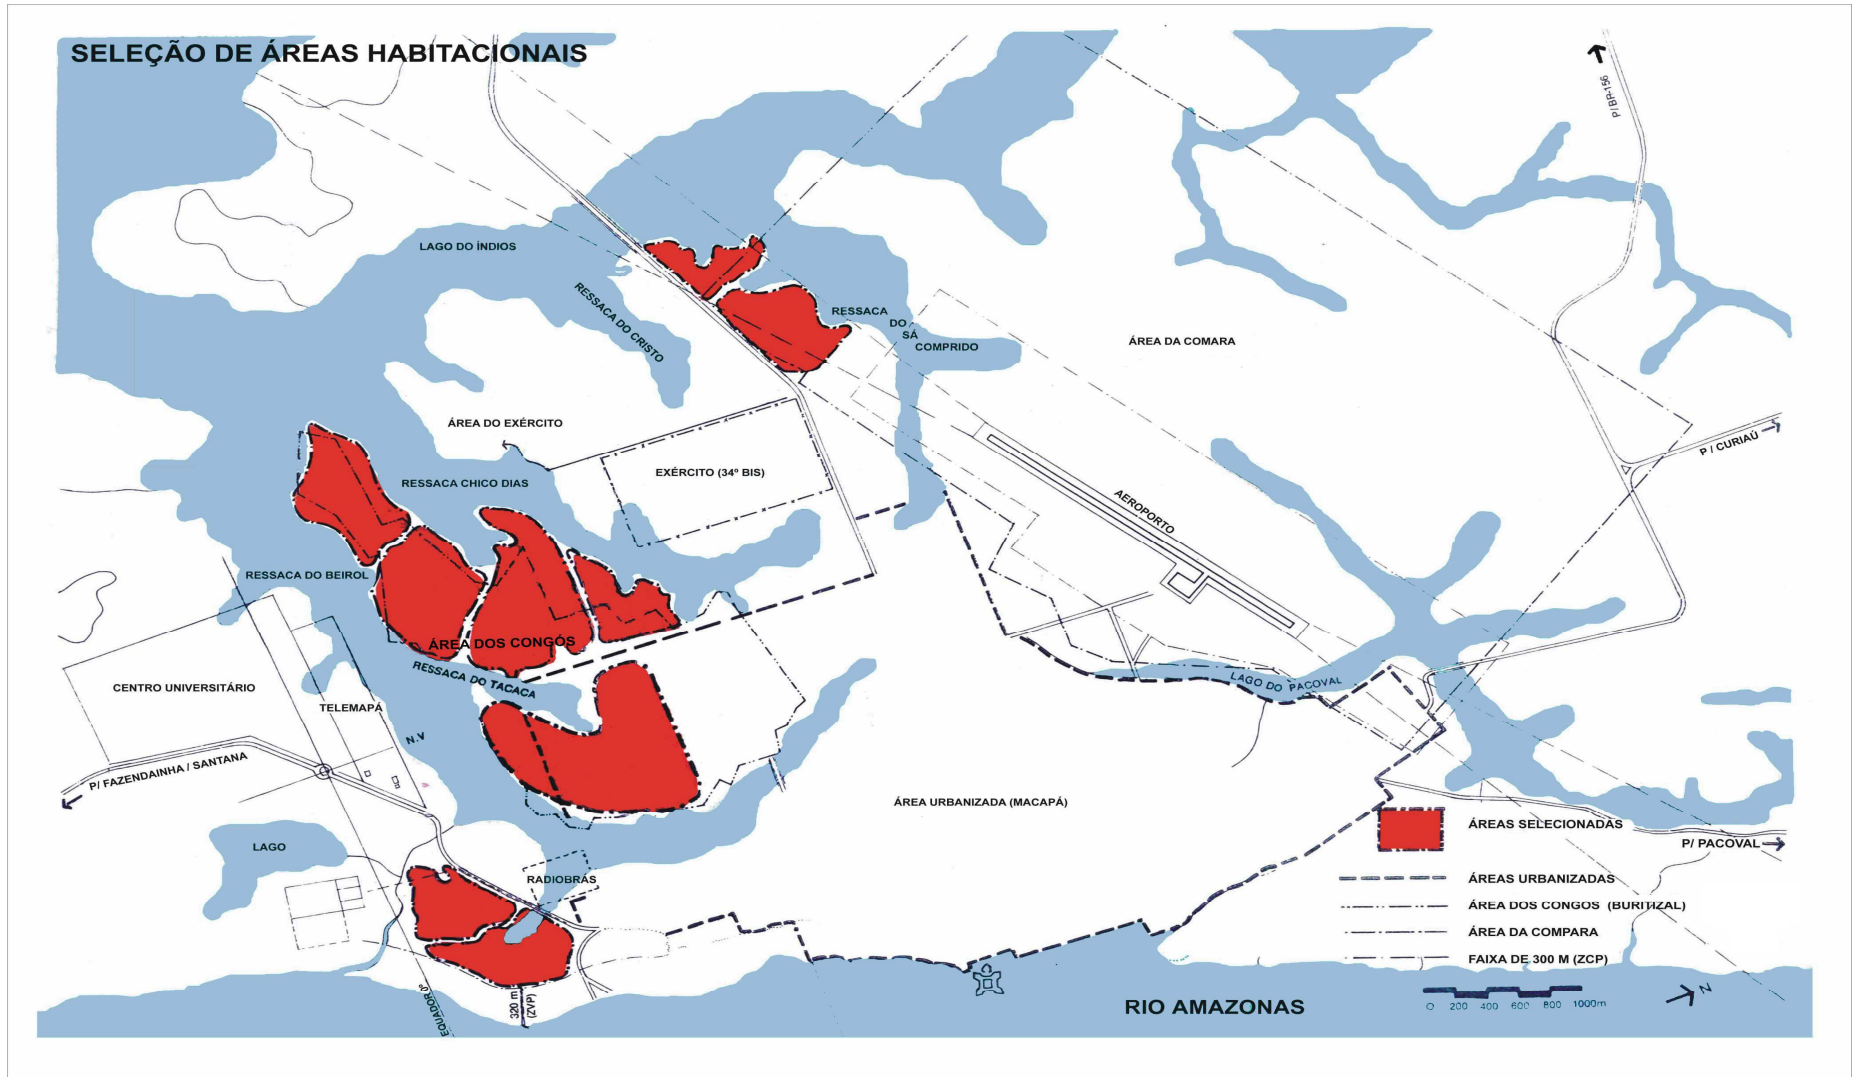 SELEÇÃO DE ÁREAS HABITACIONAIS
P/BR-156
LAGO DO ÍNDIOS
RESSACA DO CRISTO
RESSACA
DO
SÁ
COMPRIDO
ÁREA DA COMARA
ÁREA DO EXÉRCITO
EXÉRCITO (34º BIS)
P / CURIAÚ
RESSACA CHICO DIAS
AEROPORTO
RESSACA DO BEIROL
ÁREA DOS CONGÓS
RESSACA DO TACACA
LAGO DO PACOVAL
CENTRO UNIVERSITÁRIO
TELEMAPÁ
N.V
P/ FAZENDAINHA / SANTANA
ÁREA URBANIZADA (MACAPÁ)
LAGO
RADIOBRÁS
ÁREAS SELECIONADAS
P/ PACOVAL
ÁREAS URBANIZADAS
ÁREA DOS CONGOS (BURITIZAL)
ÁREA DA COMPARA
FAIXA DE 300 M (ZCP)
EQUADOR 0º
320 m
(ZVP)
RIO AMAZONAS
O 200 400 600 800 1000m
N